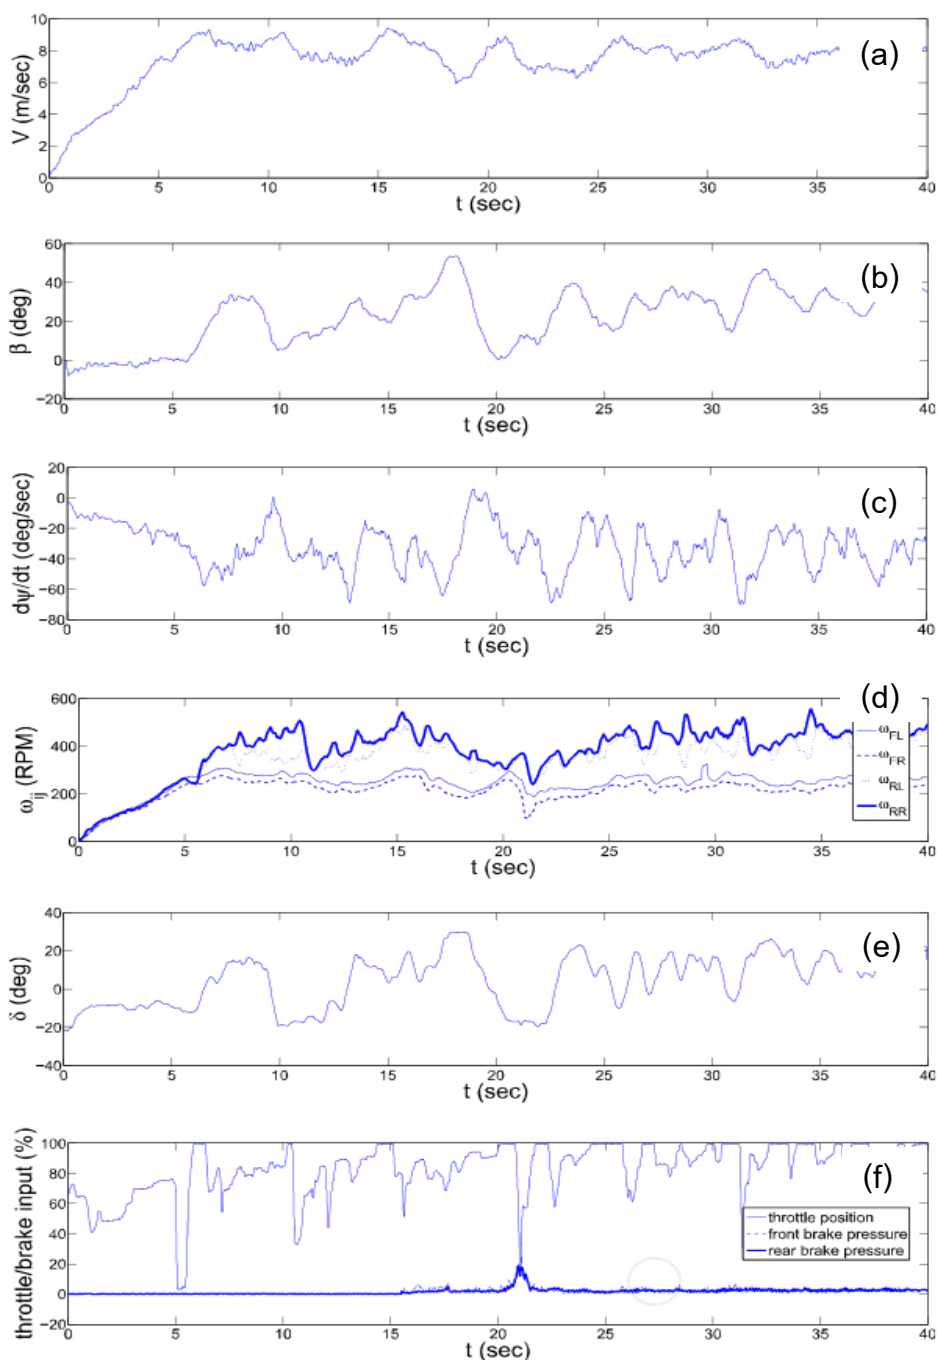 10
8
6
4
2
0
V (m/sec)
(a)
0 5 10 15 20 25 30 35 40
t (sec)
60
40
20
0
−20
β (deg)
(b)
0 5 10 15 20 25 30 35 40
t (sec)
20
0
−20
−40
−60
−80
dψ/dt (deg/sec)
(c)
0 5 10 15 20 25 30 35 40
t (sec)
600
400
200
0
ωij (RPM)
(d)
ωFL
ωFR
ωRL
ωRR
0 5 10 15 20 25 30 35 40
t (sec)
40
20
0
−20
−40
δ (deg)
(e)
0 5 10 15 20 25 30 35 40
t (sec)
100
80
60
40
20
0
−20
throttle/brake input (%)
(f)
throttle position
front brake pressure
rear brake pressure
0 5 10 15 20 25 30 35 40
t (sec)